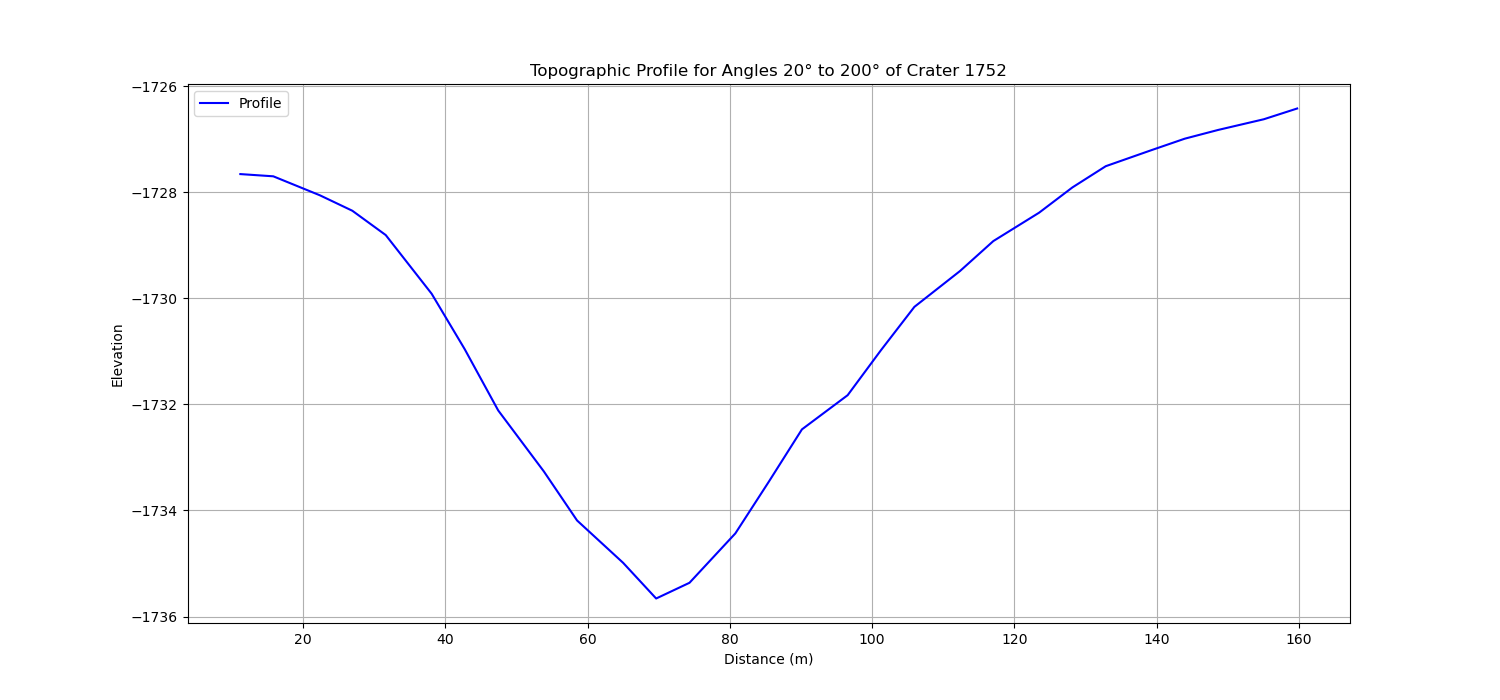 Topographic Profile for Angles 20° to 200° of Crater 1752
Profile
−1726
−1728
−1730
−1732
−1734
−1736
Elevation
20 40 60 80 100 120 140 160
Distance (m)